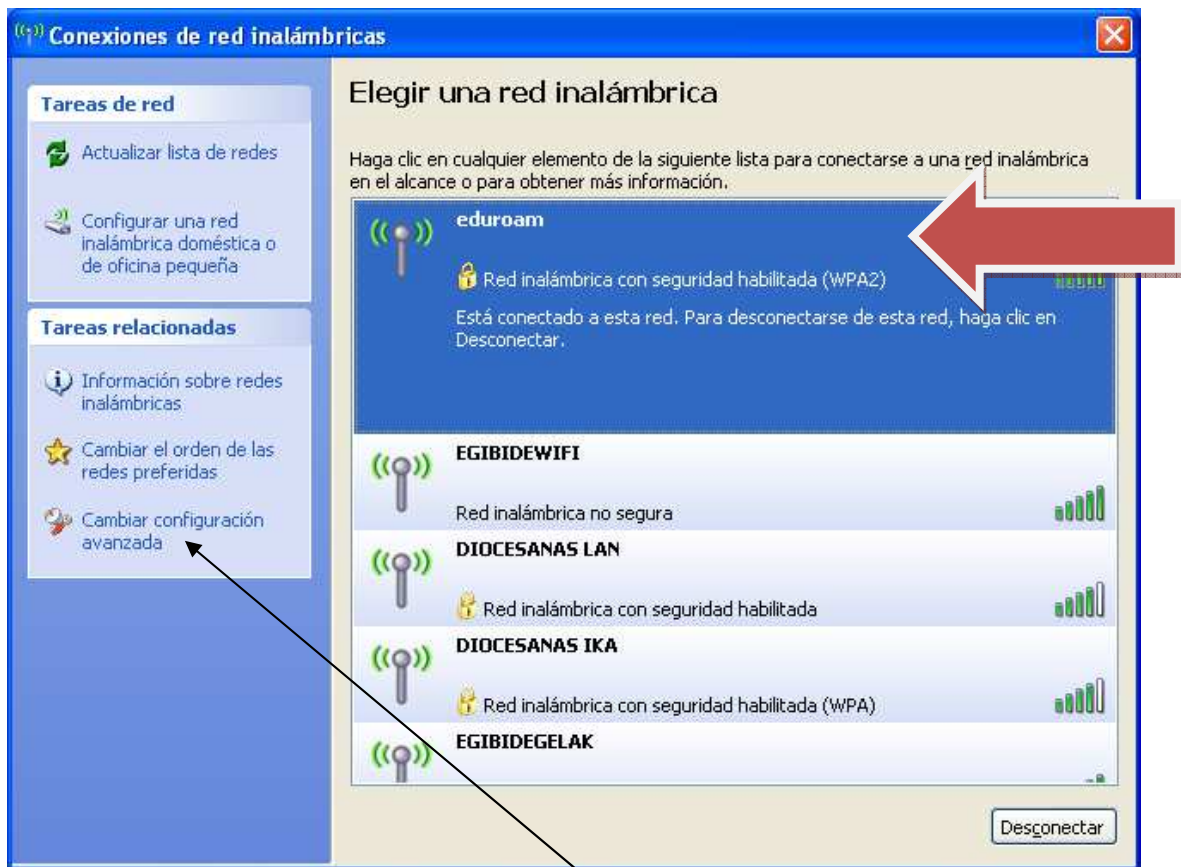 Conexiones de red inalámbricas
Tareas de red
Actualizar lista de redes
Configurar una red
inalámbrica doméstica o
de oficina pequeña
Tareas relacionadas
Información sobre redes
inalámbricas
Cambiar el orden de las
redes preferidas
Cambiar configuración
avanzada
Elegir una red inalámbrica
Haga clic en cualquier elemento de la siguiente lista para conectarse a una red inalámbrica
en el alcance o para obtener más información.
eduroam
Red inalámbrica con seguridad habilitada (WPA2)
Está conectado a esta red. Para desconectarse de esta red, haga clic en
Desconectar.
EGIBIDEWIFI
Red inalámbrica no segura
DIOCESANAS LAN
Red inalámbrica con seguridad habilitada
DIOCESANAS IKA
Red inalámbrica con seguridad habilitada (WPA)
EGIBIDEGELAK
Desconectar